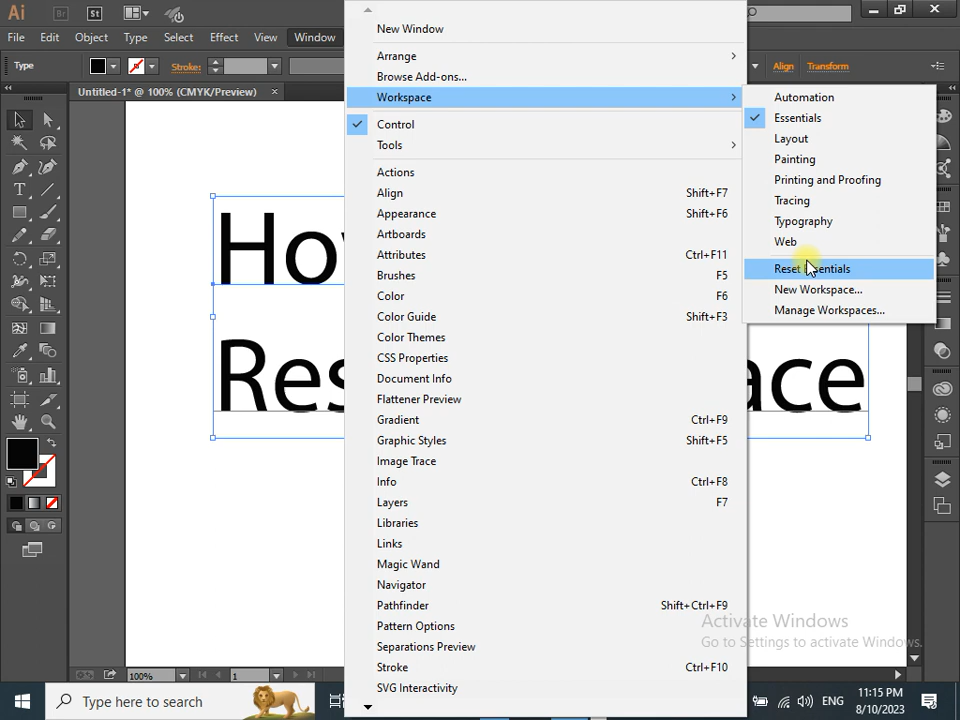 Ai Br St
File Edit Object Type Select Effect View Window
Type Stroke: Align Transform
Untitled-1* @ 100% (CMYK/Preview)
New Window
Arrange
Browse Add-ons...
Workspace
Control
Tools
Actions
Align Shift+F7
Appearance Shift+F6
Artboards
Attributes Ctrl+F11
Brushes F5
Color F6
Color Guide Shift+F3
Color Themes
CSS Properties
Document Info
Flattener Preview
Gradient Ctrl+F9
Graphic Styles Shift+F5
Image Trace
Info Ctrl+F8
Layers F7
Libraries
Links
Magic Wand
Navigator
Pathfinder Shift+Ctrl+F9
Pattern Options
Separations Preview
Stroke Ctrl+F10
SVG Interactivity
Automation
Essentials
Layout
Painting
Printing and Proofing
Tracing
Typography
Web
Reset Essentials
New Workspace...
Manage Workspaces...
Ho
Res ace
Activate Windows
Go to Settings to activate Windows.
100% 1
Type here to search
ENG
11:15 PM
8/10/2023